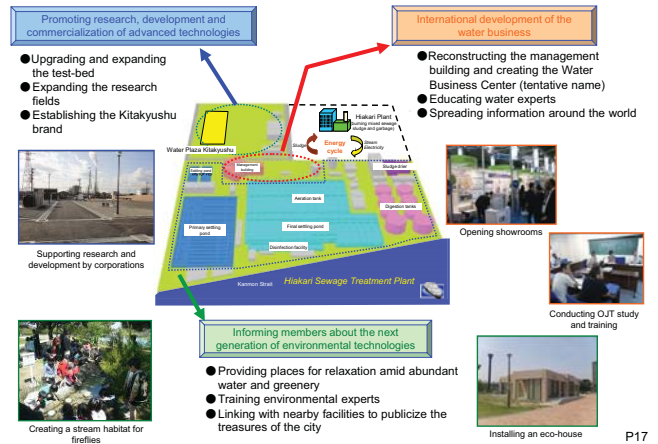 Promoting research, development and
commercialization of advanced technologies
●Upgrading and expanding
the test-bed
●Expanding the research
fields
●Establishing the Kitakyushu
brand
International development of the
water business
●Reconstructing the management
building and creating the Water
Business Center (tentative name)
●Educating water experts
●Spreading information around the world
Hiakari Plant
(burning mixed sewage
sludge and garbage)
Water Plaza Kitakyushu
Sludge
Energy
cycle
Steam
Electricity
Settling pond
Management
building
Sludge drier
Aeration tank
Digestion tanks
Primary settling
pond
Final settling pond
Disinfection facility
Kanmon Strait
Hiakari Sewage Treatment Plant
Supporting research and
development by corporations
Opening showrooms
Conducting OJT study
and training
Informing members about the next
generation of environmental technologies
● Providing places for relaxation amid abundant
water and greenery
● Training environmental experts
● Linking with nearby facilities to publicize the
treasures of the city
Creating a stream habitat for
fireflies
Installing an eco-house
P17